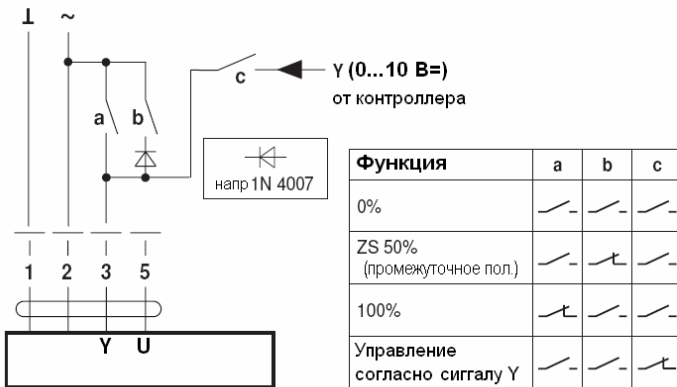 ⊥ ~
Y (0...10 В=)
от контроллера
c
a b
напр 1N 4007
1 2 3 5
Y U
Функция a b c
0%
ZS 50%
(промежуточное пол.)
100%
Управление
согласно сиггалу Y